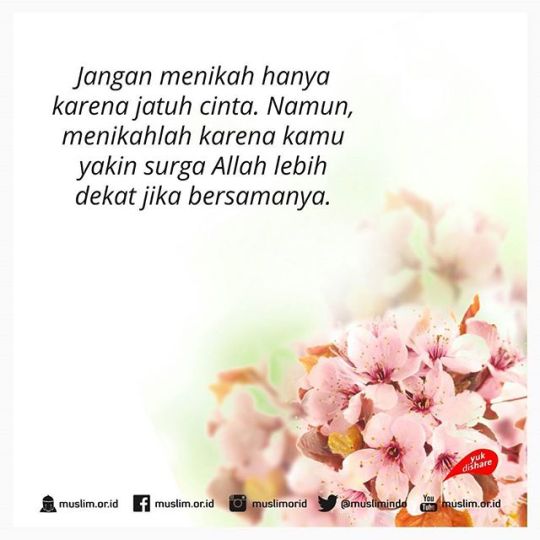 Jangan menikah hanya
karena jatuh cinta. Namun,
menikahlah karena kamu
yakin surga Allah lebih
dekat jika bersamanya.
yuk
dishare
muslim.or.id muslim.or.id muslimorid @muslimindo You Tube muslim.or.id